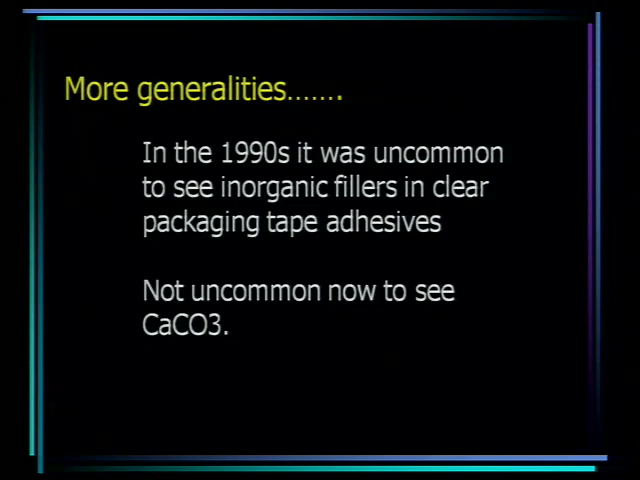 More generalities…….
In the 1990s it was uncommon
to see inorganic fillers in clear
packaging tape adhesives
Not uncommon now to see
CaCO3.